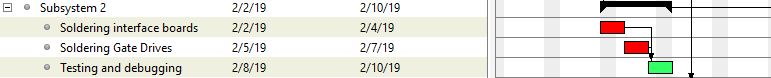 Subsystem 2 2/2/19 2/10/19
Soldering interface boards 2/2/19 2/4/19
Soldering Gate Drives 2/5/19 2/7/19
Testing and debugging 2/8/19 2/10/19